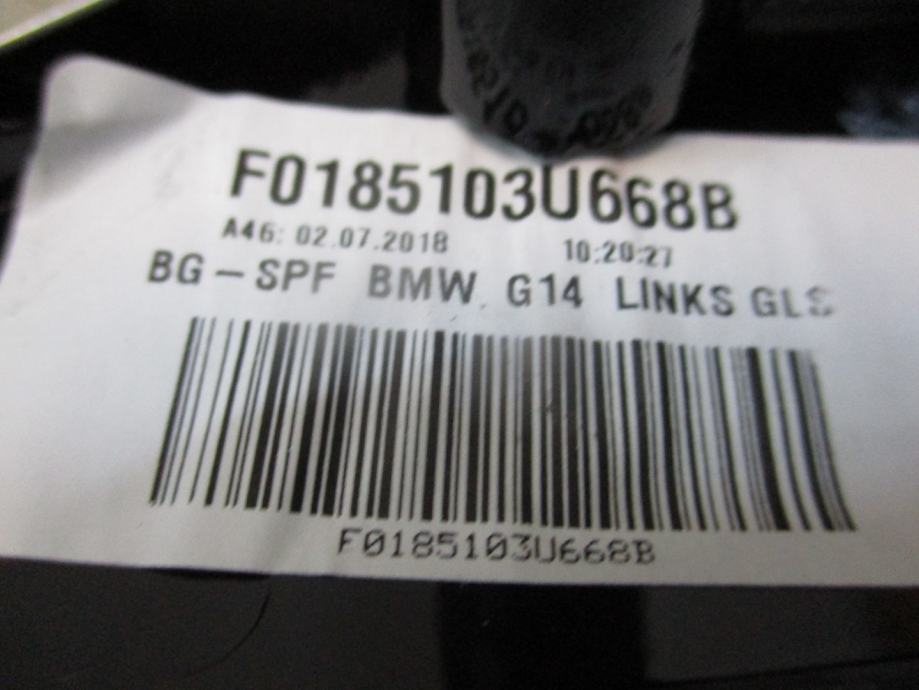 F0185103U668B
A46: 02.07.2018 10:20:27
BG-SPF BMW G14 LINKS GLS
F0185103U668B